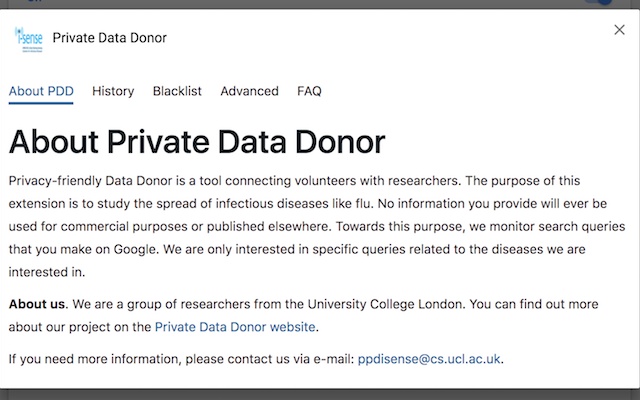 i-sense
Private Data Donor
About PDD History Blacklist Advanced FAQ
About Private Data Donor
Privacy-friendly Data Donor is a tool connecting volunteers with researchers. The purpose of this
extension is to study the spread of infectious diseases like flu. No information you provide will ever be
used for commercial purposes or published elsewhere. Towards this purpose, we monitor search queries
that you make on Google. We are only interested in specific queries related to the diseases we are
interested in.
About us. We are a group of researchers from the University College London. You can find out more
about our project on the Private Data Donor website.
If you need more information, please contact us via e-mail: ppdisense@cs.ucl.ac.uk.